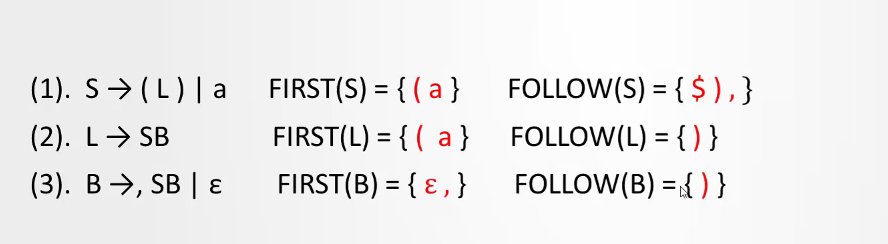 (1). S → ( L ) | a FIRST(S) = { ( a } FOLLOW(S) = { $ ) , }
(2). L → SB FIRST(L) = { ( a } FOLLOW(L) = { ) }
(3). B →, SB | ε FIRST(B) = { ε , } FOLLOW(B) = { ) }